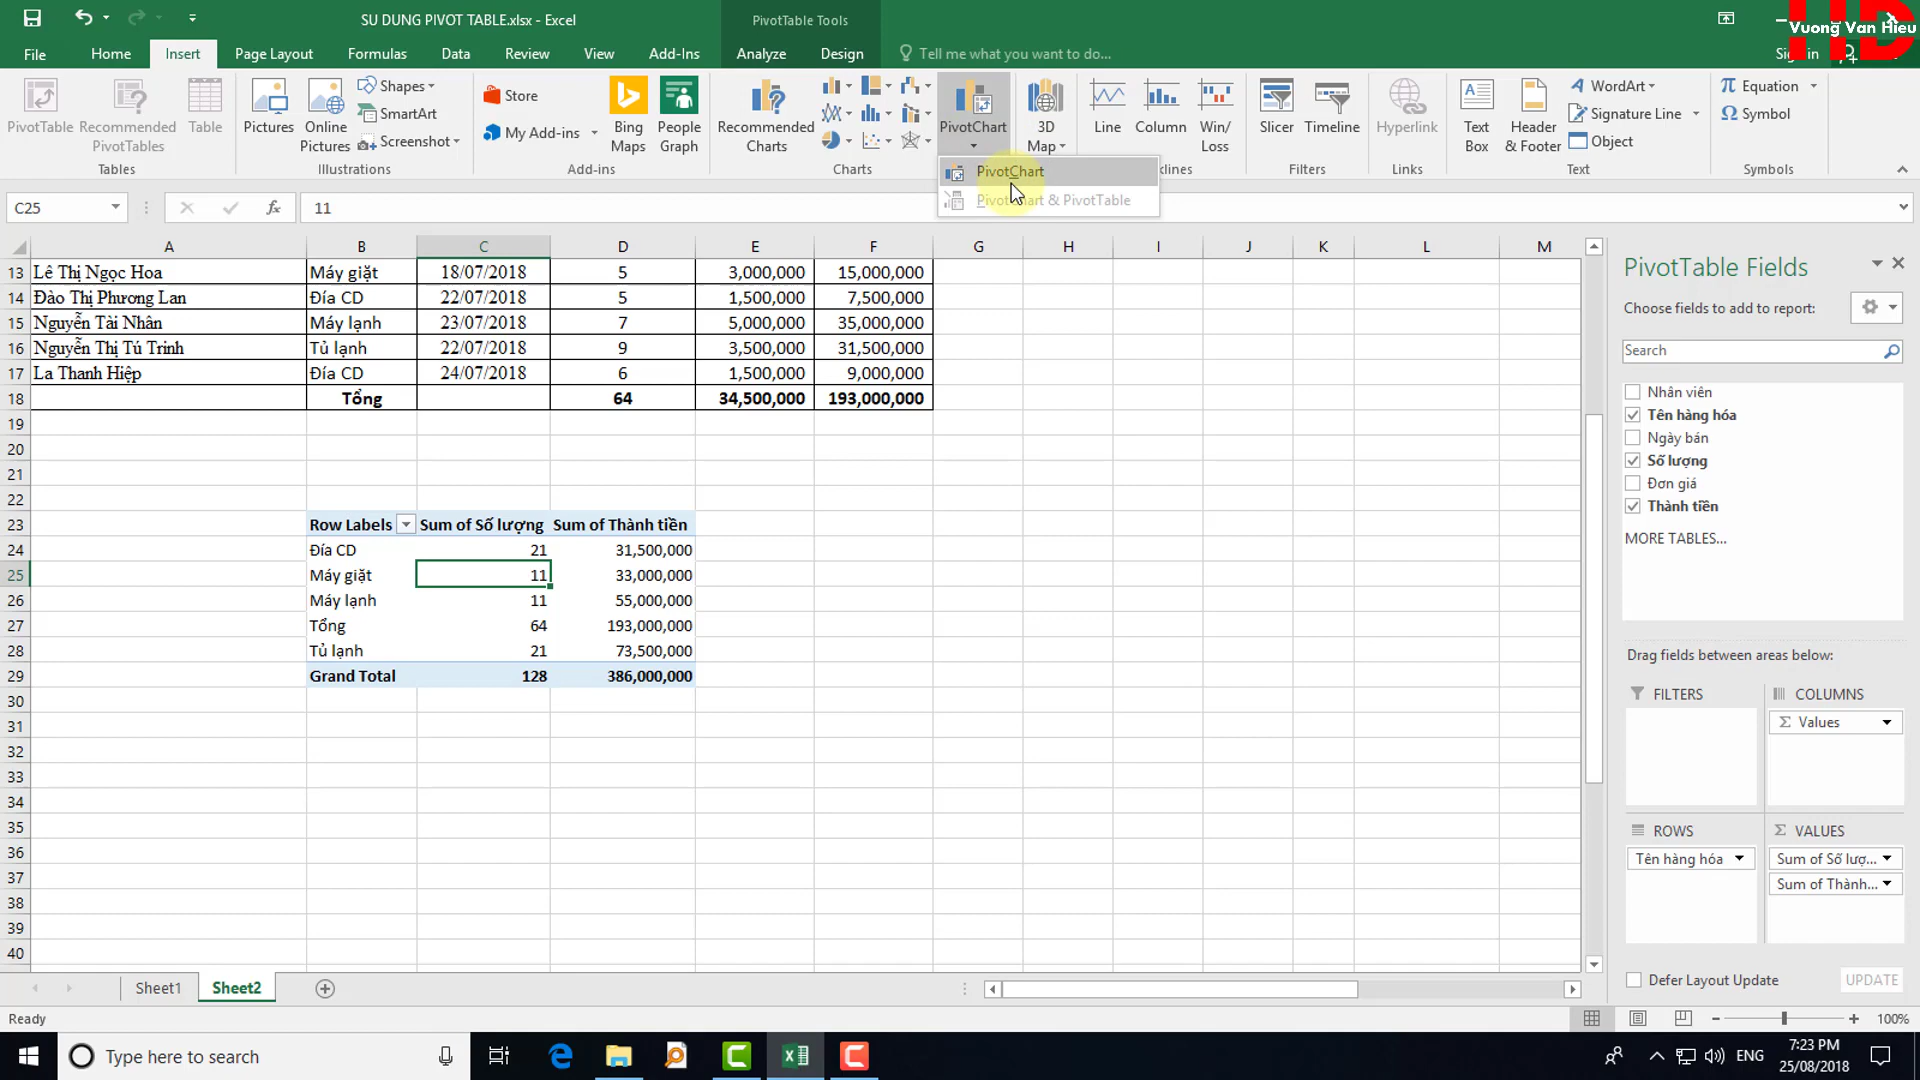 SU DUNG PIVOT TABLE.xlsx - Excel
PivotTable Tools
Vuong Van Hieu
File Home Insert Page Layout Formulas Data Review View Add-Ins Analyze Design Tell me what you want to do...
PivotTable
Recommended PivotTables
Table
Tables
Pictures
Online Pictures
Shapes
SmartArt
Screenshot
Illustrations
Store
My Add-ins
Bing Maps
People Graph
Add-ins
Recommended Charts
Charts
PivotChart
3D Map
Line
Column
Win/ Loss
Slicer
Timeline
Filters
Hyperlink
Links
Text Box
Header & Footer
WordArt
Signature Line
Object
Text
Equation
Symbol
Symbols
PivotChart
& PivotTable
C25
fx
11
A B C D E F G H I J K L M
13 Lê Thị Ngọc Hoa Máy giặt 18/07/2018 5 3,000,000 15,000,000
14 Đào Thị Phương Lan Đía CD 22/07/2018 5 1,500,000 7,500,000
15 Nguyễn Tài Nhân Máy lạnh 23/07/2018 7 5,000,000 35,000,000
16 Nguyễn Thị Tú Trinh Tủ lạnh 22/07/2018 9 3,500,000 31,500,000
17 La Thanh Hiệp Đía CD 24/07/2018 6 1,500,000 9,000,000
18 Tổng 64 34,500,000 193,000,000
19
20
21
22
23 Row Labels Sum of Số lượng Sum of Thành tiền
24 Đía CD 21 31,500,000
25 Máy giặt 11 33,000,000
26 Máy lạnh 11 55,000,000
27 Tổng 64 193,000,000
28 Tủ lạnh 21 73,500,000
29 Grand Total 128 386,000,000
30
31
32
33
34
35
36
37
38
39
40
PivotTable Fields
Choose fields to add to report:
Search
Nhân viên
Tên hàng hóa
Ngày bán
Số lượng
Đơn giá
Thành tiền
MORE TABLES...
Drag fields between areas below:
FILTERS
COLUMNS
Values
ROWS
Tên hàng hóa
VALUES
Sum of Số lượ...
Sum of Thành...
Defer Layout Update
UPDATE
Sheet1 Sheet2
Ready
100%
Type here to search
ENG
7:23 PM
25/08/2018